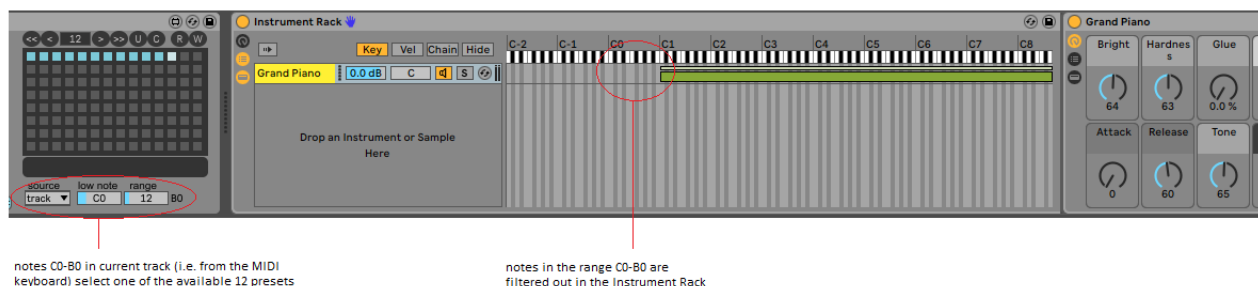 << < 12 > >> U C R W
source low note range
track ▼ C0 12 B0
Instrument Rack
Key Vel Chain Hide
C-2 C-1 C0 C1 C2 C3 C4 C5 C6 C7 C8
Grand Piano 0.0 dB C S
Drop an Instrument or Sample
Here
Grand Piano
Bright Hardnes Glue
s
64 63 0.0 %
Attack Release Tone
0 60 65
notes C0-B0 in current track (i.e. from the MIDI
keyboard) select one of the available 12 presets
notes in the range C0-B0 are
filtered out in the Instrument Rack